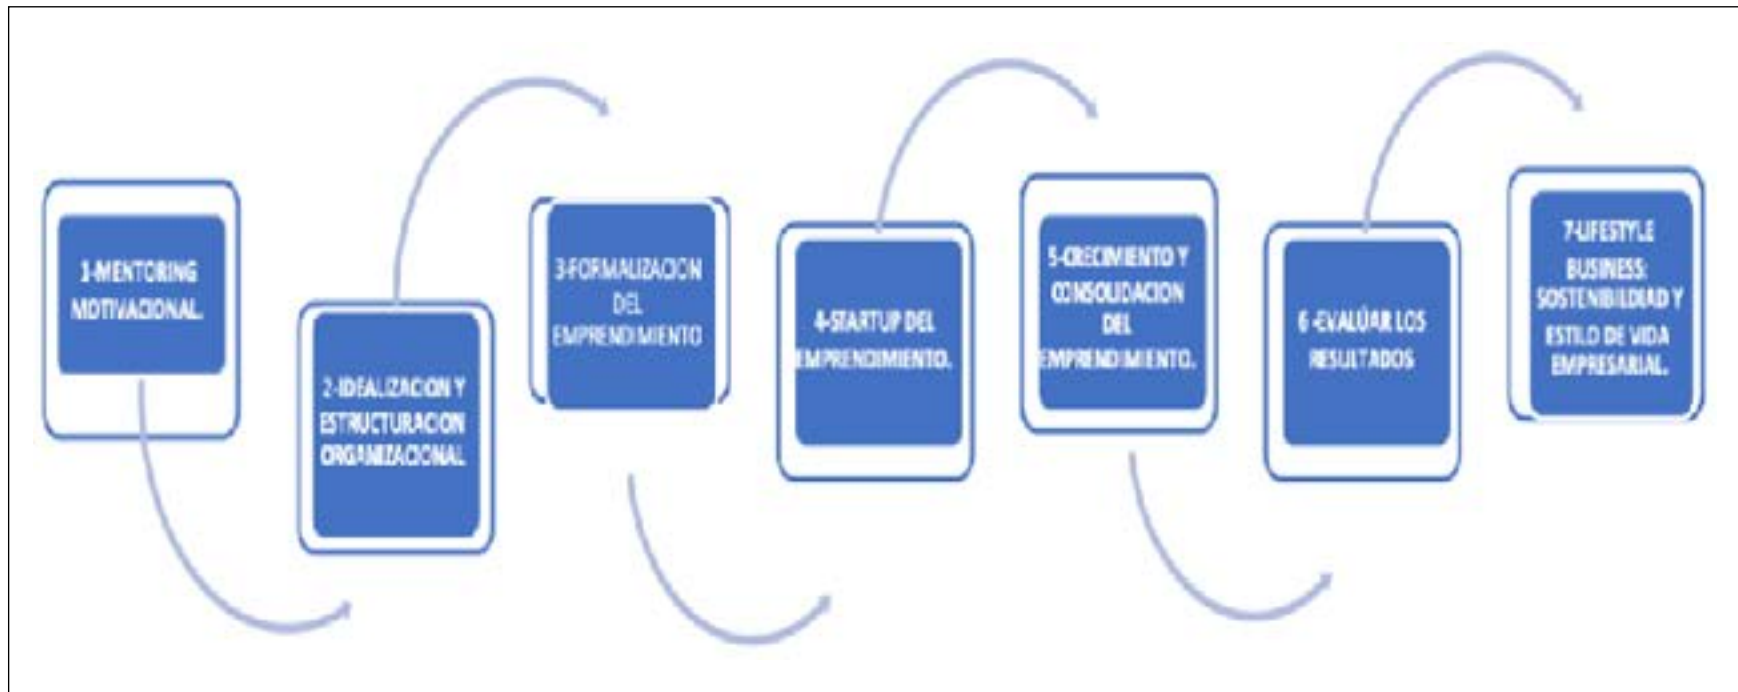 1-MENTORING
MOTIVACIONAL.
2-IDEALIZACION Y
ESTRUCTURACION
ORGANIZACIONAL
3-FORMALIZACION
DEL
EMPRENDIMIENTO
4-STARTUP DEL
EMPRENDIMIENTO.
5-CRECIMIENTO Y
CONSOLIDACION
DEL
EMPRENDIMIENTO.
6 -EVALÚAR LOS
RESULTADOS
7-LIFESTYLE
BUSINESS:
SOSTENIBILDIAD Y
ESTILO DE VIDA
EMPRESARIAL.